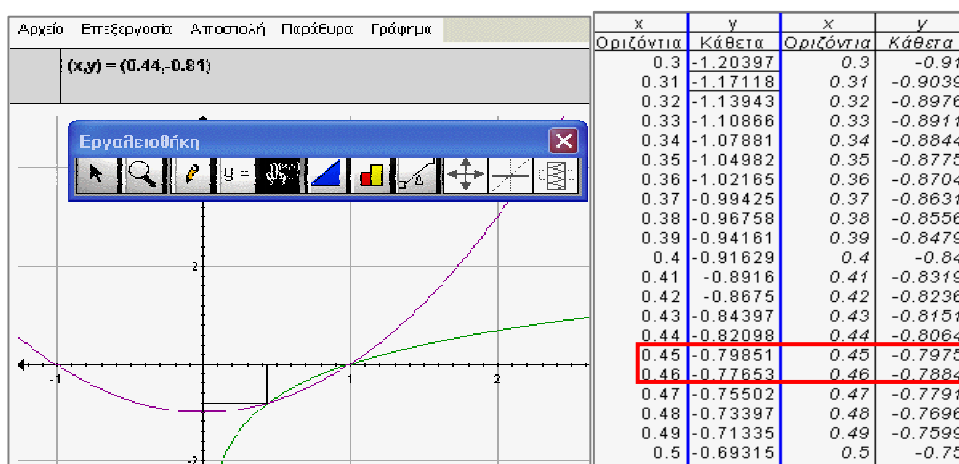 Αρχείο Επεξεργασία Αποστολή Παράθυρο Γράφημα
(x,y) = (0.44,-0.81)
Εργαλειοθήκη
y =
2
-1 1 2
-2
x y x y
Οριζόντια Κάθετα Οριζόντια Κάθετα
0.3 -1.20397 0.3 -0.91
0.31 -1.17118 0.31 -0.9039
0.32 -1.13943 0.32 -0.8976
0.33 -1.10866 0.33 -0.8911
0.34 -1.07881 0.34 -0.8844
0.35 -1.04982 0.35 -0.8775
0.36 -1.02165 0.36 -0.8704
0.37 -0.99425 0.37 -0.8631
0.38 -0.96758 0.38 -0.8556
0.39 -0.94161 0.39 -0.8479
0.4 -0.91629 0.4 -0.84
0.41 -0.8916 0.41 -0.8319
0.42 -0.8675 0.42 -0.8236
0.43 -0.84397 0.43 -0.8151
0.44 -0.82098 0.44 -0.8064
0.45 -0.79851 0.45 -0.7975
0.46 -0.77653 0.46 -0.7884
0.47 -0.75502 0.47 -0.7791
0.48 -0.73397 0.48 -0.7696
0.49 -0.71335 0.49 -0.7599
0.5 -0.69315 0.5 -0.75